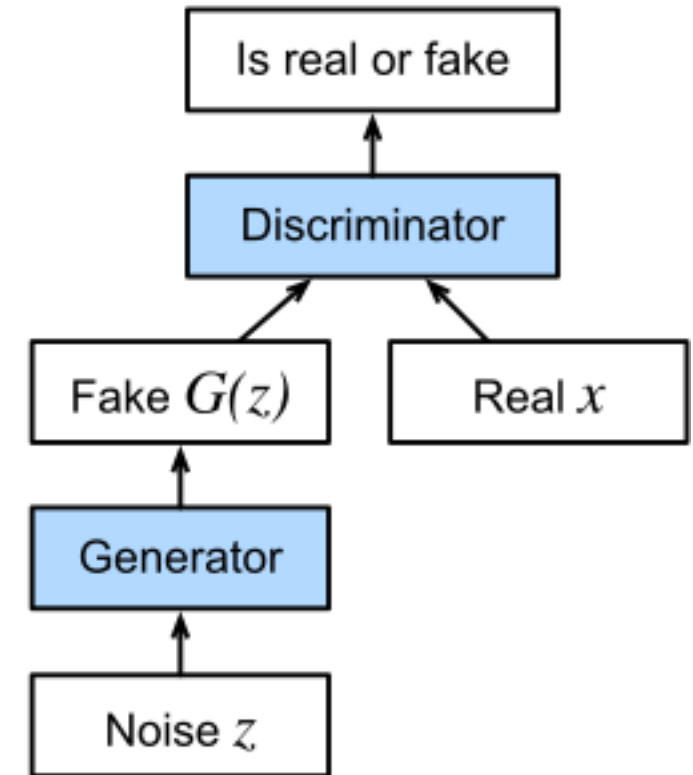 Is real or fake
Discriminator
Fake G(z)
Real x
Generator
Noise z